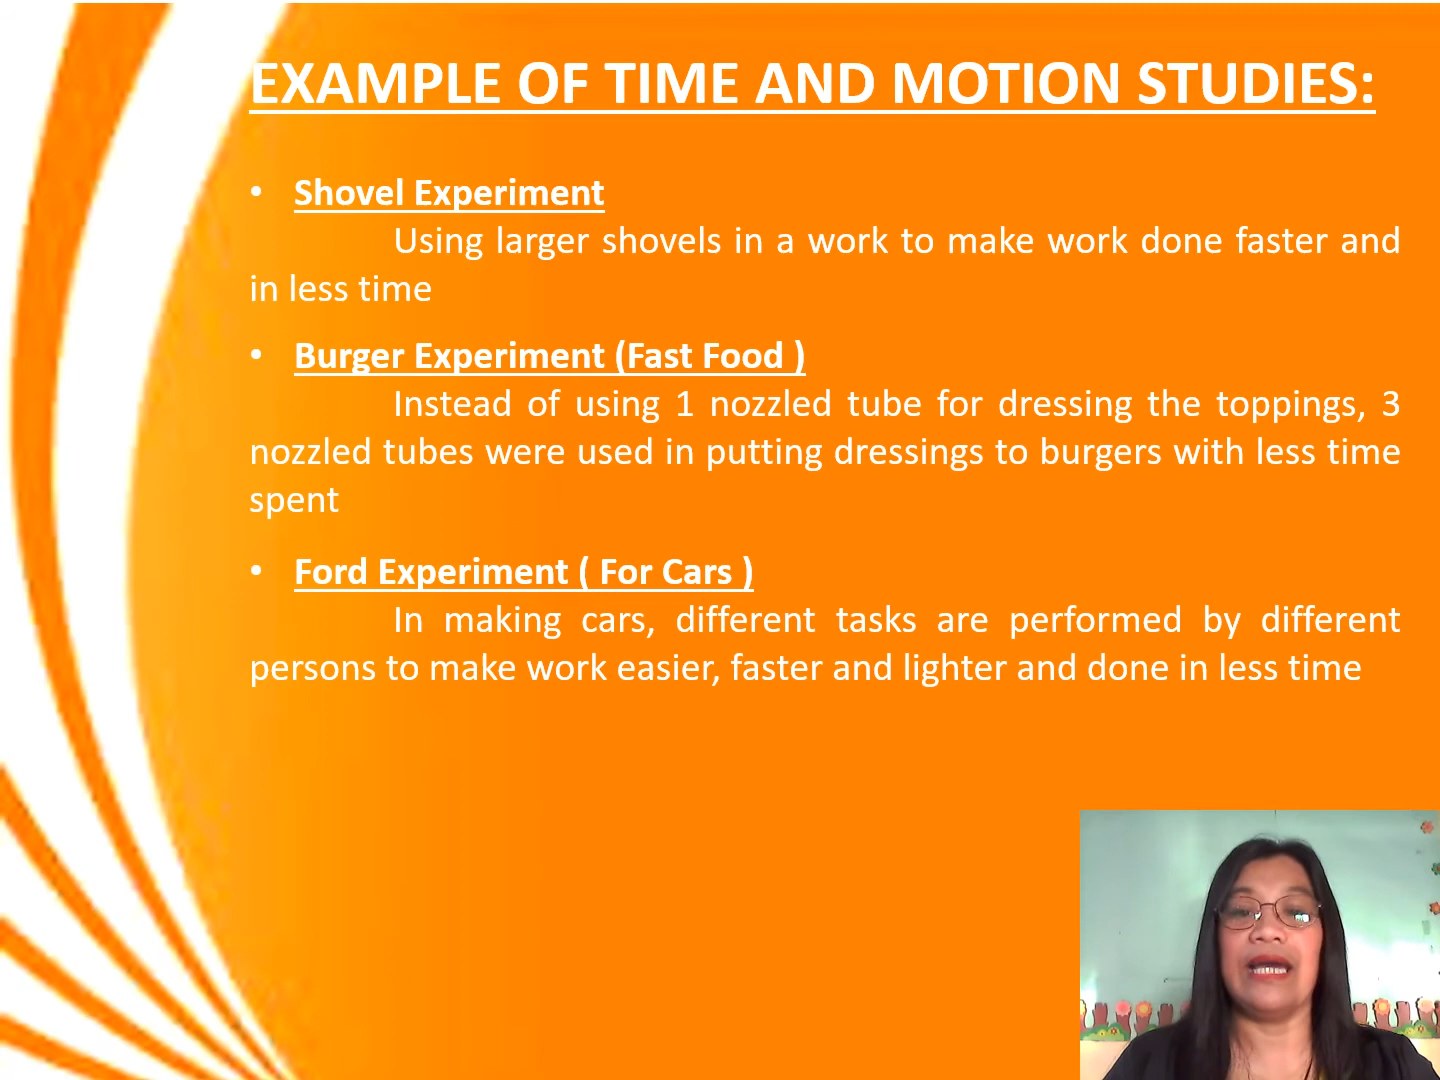 EXAMPLE OF TIME AND MOTION STUDIES:
• Shovel Experiment
Using larger shovels in a work to make work done faster and
in less time
• Burger Experiment (Fast Food )
Instead of using 1 nozzled tube for dressing the toppings, 3
nozzled tubes were used in putting dressings to burgers with less time
spent
• Ford Experiment ( For Cars )
In making cars, different tasks are performed by different
persons to make work easier, faster and lighter and done in less time